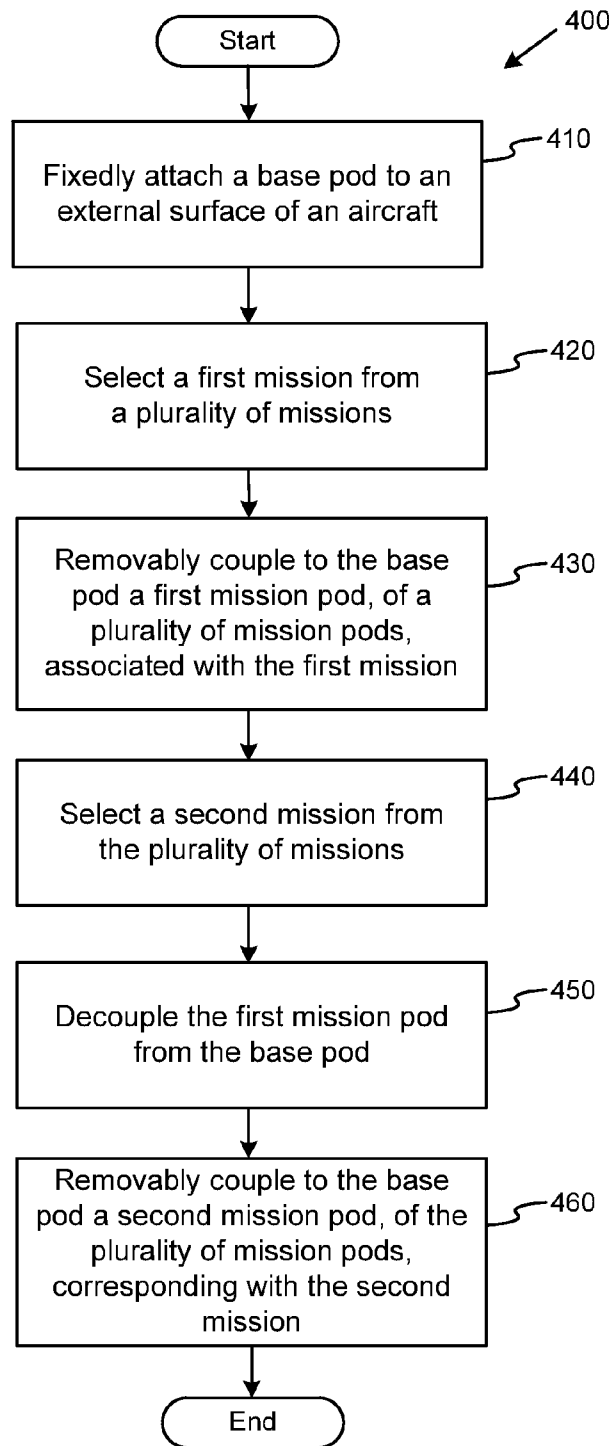 Start
400
410
Fixedly attach a base pod to an
external surface of an aircraft
420
Select a first mission from
a plurality of missions
430
Removably couple to the base
pod a first mission pod, of a
plurality of mission pods,
associated with the first mission
440
Select a second mission from
the plurality of missions
450
Decouple the first mission pod
from the base pod
460
Removably couple to the base
pod a second mission pod, of the
plurality of mission pods,
corresponding with the second
mission
End